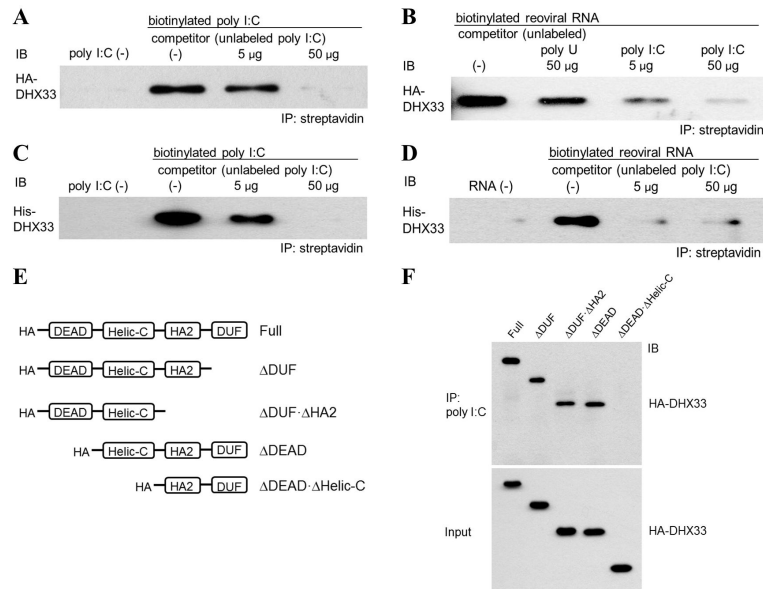 A
biotinylated poly I:C
competitor (unlabeled poly I:C)
IB poly I:C (-) (-) 5 µg 50 µg
HA-
DHX33
IP: streptavidin
B
biotinylated reoviral RNA
competitor (unlabeled)
poly U poly I:C poly I:C
IB (-) 50 µg 5 µg 50 µg
HA-
DHX33
IP: streptavidin
C
biotinylated poly I:C
competitor (unlabeled poly I:C)
IB poly I:C (-) (-) 5 µg 50 µg
His-
DHX33
IP: streptavidin
D
biotinylated reoviral RNA
competitor (unlabeled poly I:C)
IB RNA (-) (-) 5 µg 50 µg
His-
DHX33
IP: streptavidin
E
HA DEAD Helic-C HA2 DUF Full
HA DEAD Helic-C HA2 ΔDUF
HA DEAD Helic-C ΔDUF·ΔHA2
HA Helic-C HA2 DUF ΔDEAD
HA HA2 DUF ΔDEAD·ΔHelic-C
F
Full ΔDUF ΔDUF·ΔHA2 ΔDEAD ΔDEAD·ΔHelic-C
IB
IP:
poly I:C
HA-DHX33
Input HA-DHX33